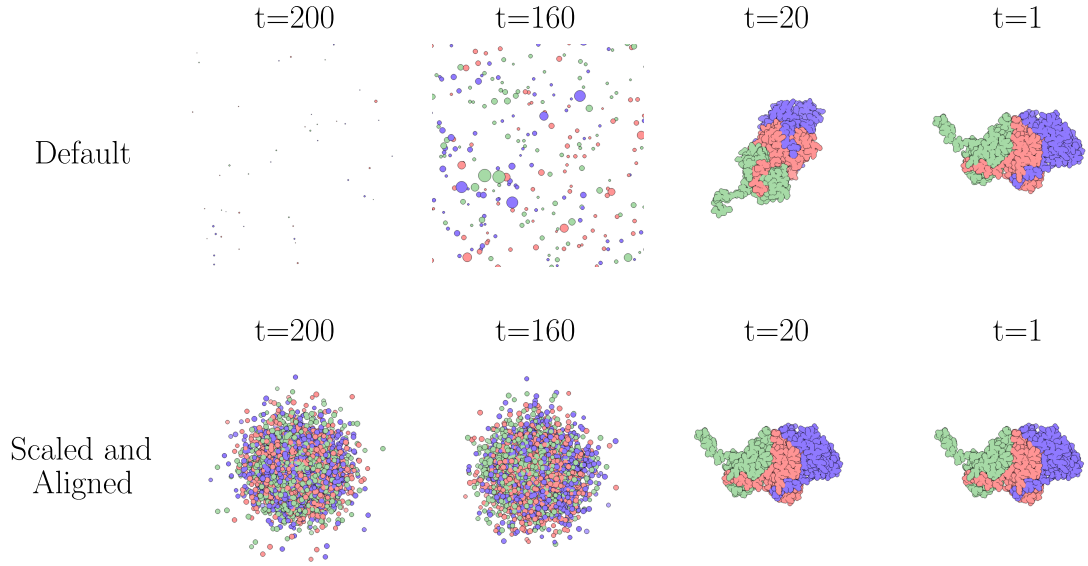 t=200
t=160
t=20
t=1
Default
t=200
t=160
t=20
t=1
Scaled and
Aligned